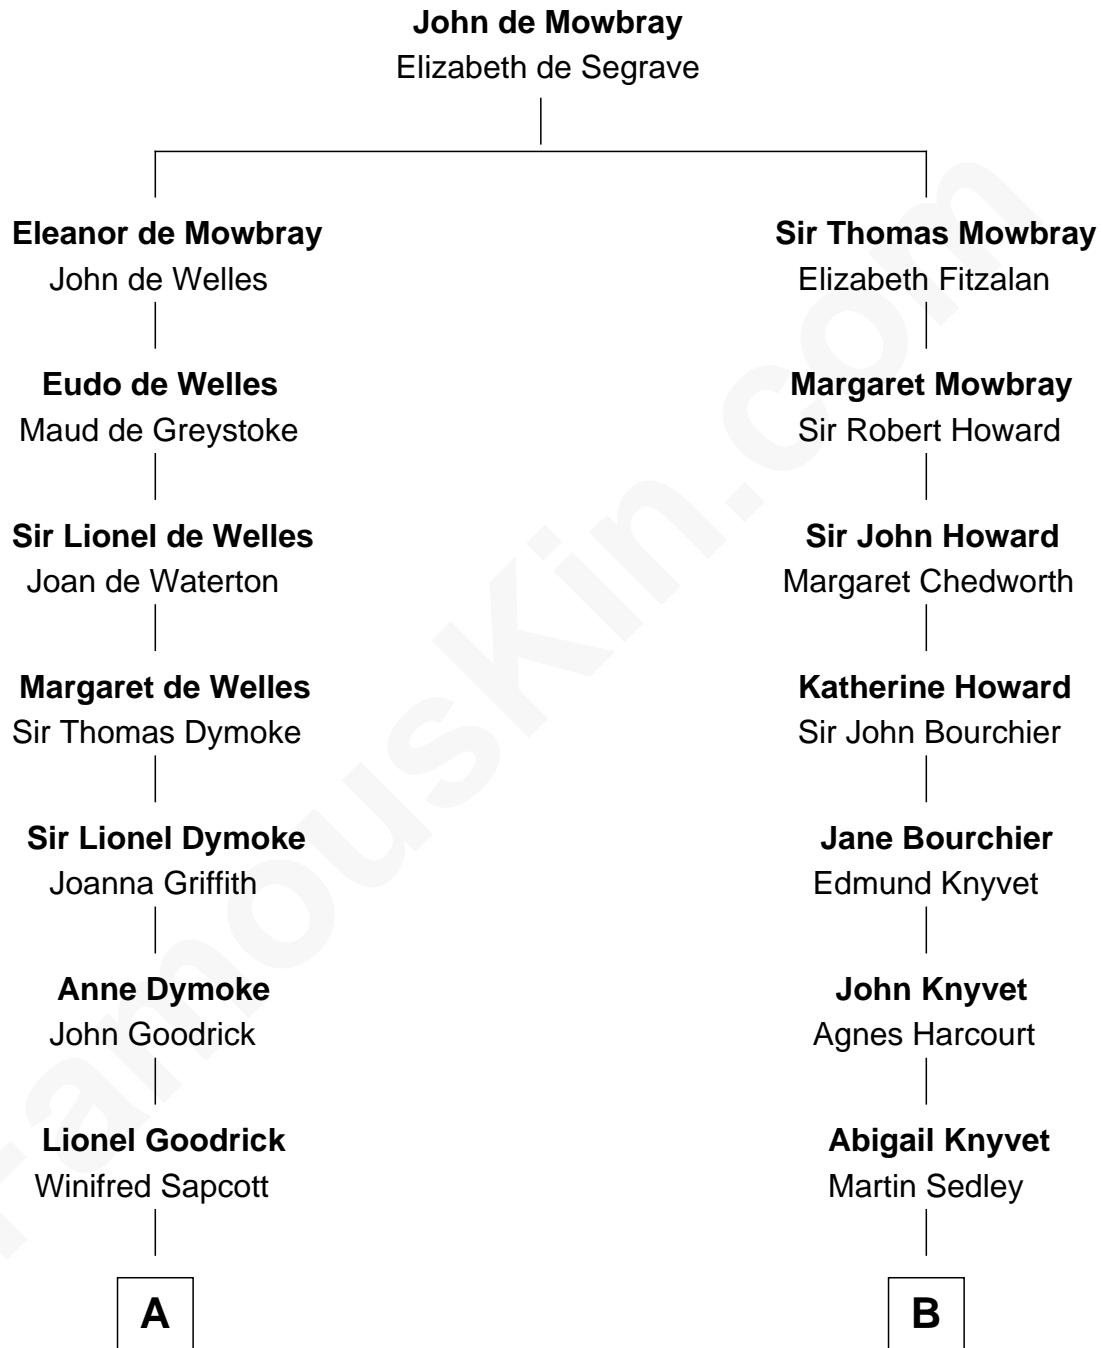 John de Mowbray
Elizabeth de Segrave
Eleanor de Mowbray
John de Welles
Eudo de Welles
Maud de Greystoke
Sir Lionel de Welles
Joan de Waterton
Margaret de Welles
Sir Thomas Dymoke
Sir Lionel Dymoke
Joanna Griffith
Anne Dymoke
John Goodrick
Lionel Goodrick
Winifred Sapcott
A
Sir Thomas Mowbray
Elizabeth Fitzalan
Margaret Mowbray
Sir Robert Howard
Sir John Howard
Margaret Chedworth
Katherine Howard
Sir John Bourchier
Jane Bourchier
Edmund Knyvet
John Knyvet
Agnes Harcourt
Abigail Knyvet
Martin Sedley
B
FamousKin.com